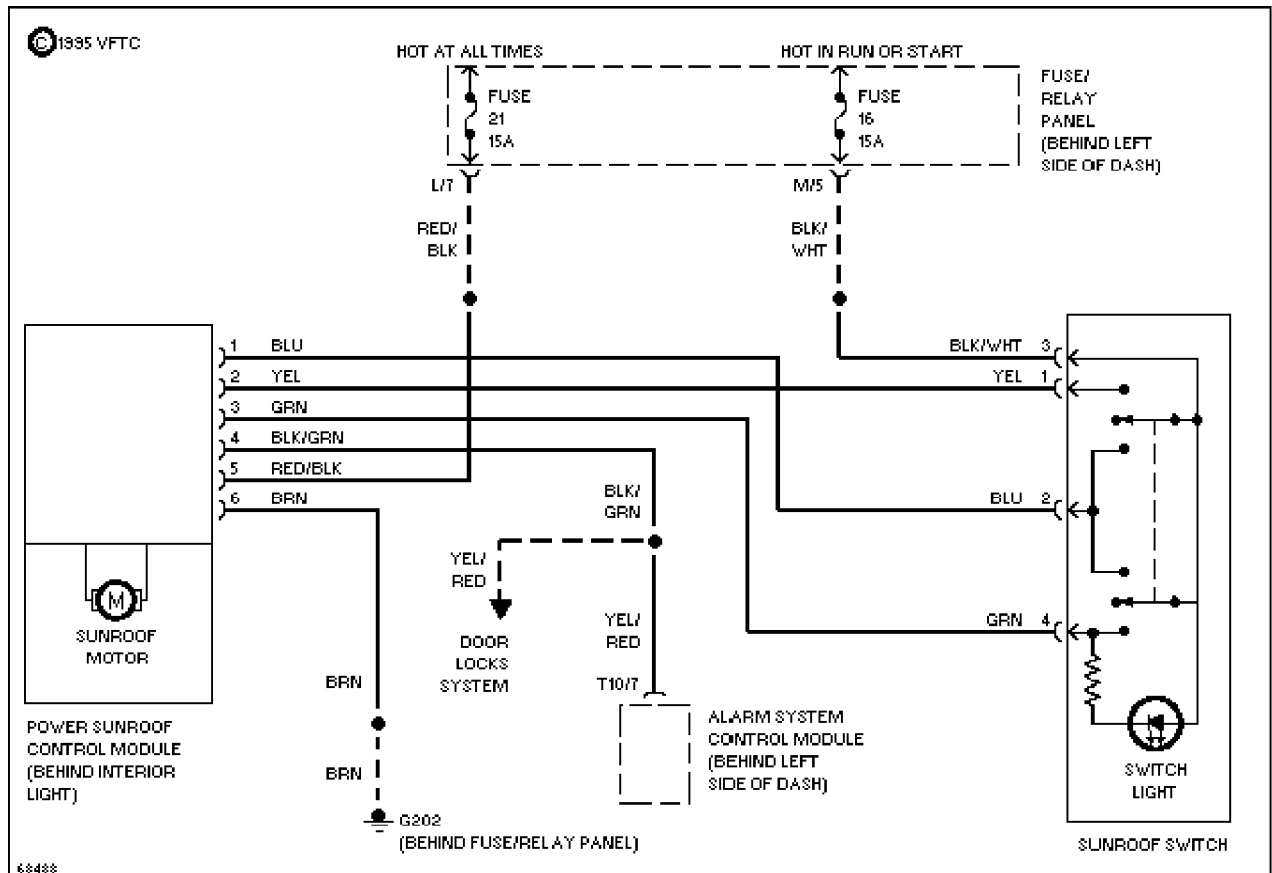 © 1995 VFTC
HOT AT ALL TIMES
HOT IN RUN OR START
FUSE
21
15A
FUSE
16
15A
FUSE/
RELAY
PANEL
(BEHIND LEFT
SIDE OF DASH)
L/7
M/5
RED/
BLK
BLK/
WHT
1 BLU
2 YEL
3 GRN
4 BLK/GRN
5 RED/BLK
6 BRN
BLK/WHT 3
YEL 1
BLU 2
GRN 4
BLK/
GRN
YEL/
RED
YEL/
RED
DOOR
LOCKS
SYSTEM
T10/7
M
SUNROOF
MOTOR
BRN
BRN
POWER SUNROOF
CONTROL MODULE
(BEHIND INTERIOR
LIGHT)
ALARM SYSTEM
CONTROL MODULE
(BEHIND LEFT
SIDE OF DASH)
SWITCH
LIGHT
G202
(BEHIND FUSE/RELAY PANEL)
SUNROOF SWITCH
68488